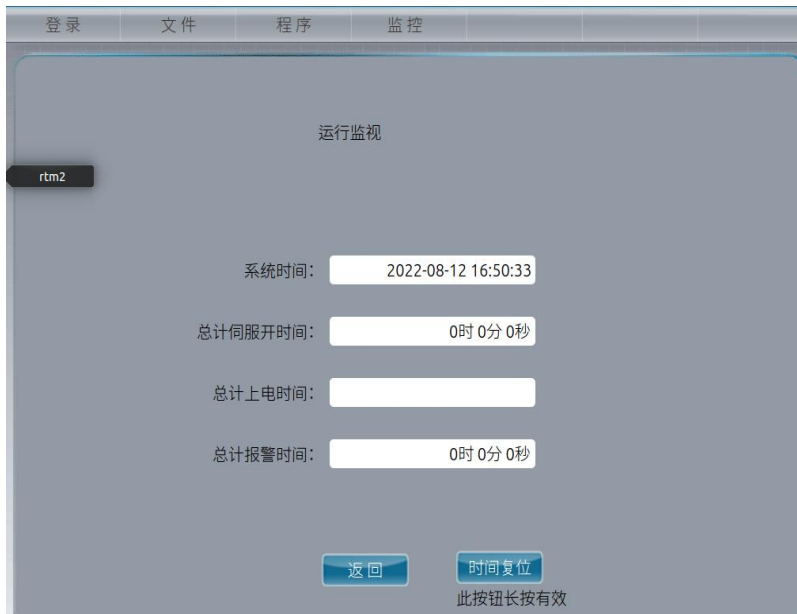 登录 文件 程序 监控
运行监视
rtm2
系统时间： 2022-08-12 16:50:33
总计伺服开时间： 0时 0分 0秒
总计上电时间：
总计报警时间： 0时 0分 0秒
返回 时间复位
此按钮长按有效